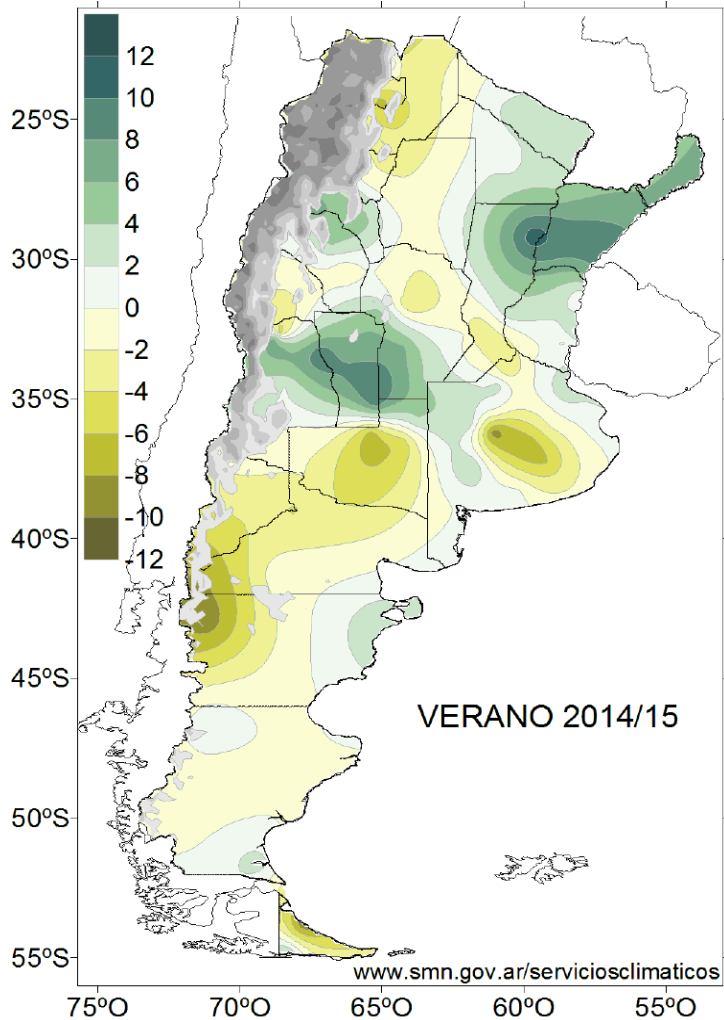 12
10
8
6
4
2
0
-2
-4
-6
-8
-10
-12
25ºS
30ºS
35ºS
40ºS
45ºS
50ºS
55ºS
VERANO 2014/15
www.smn.gov.ar/serviciosclimaticos
75ºO 70ºO 65ºO 60ºO 55ºO